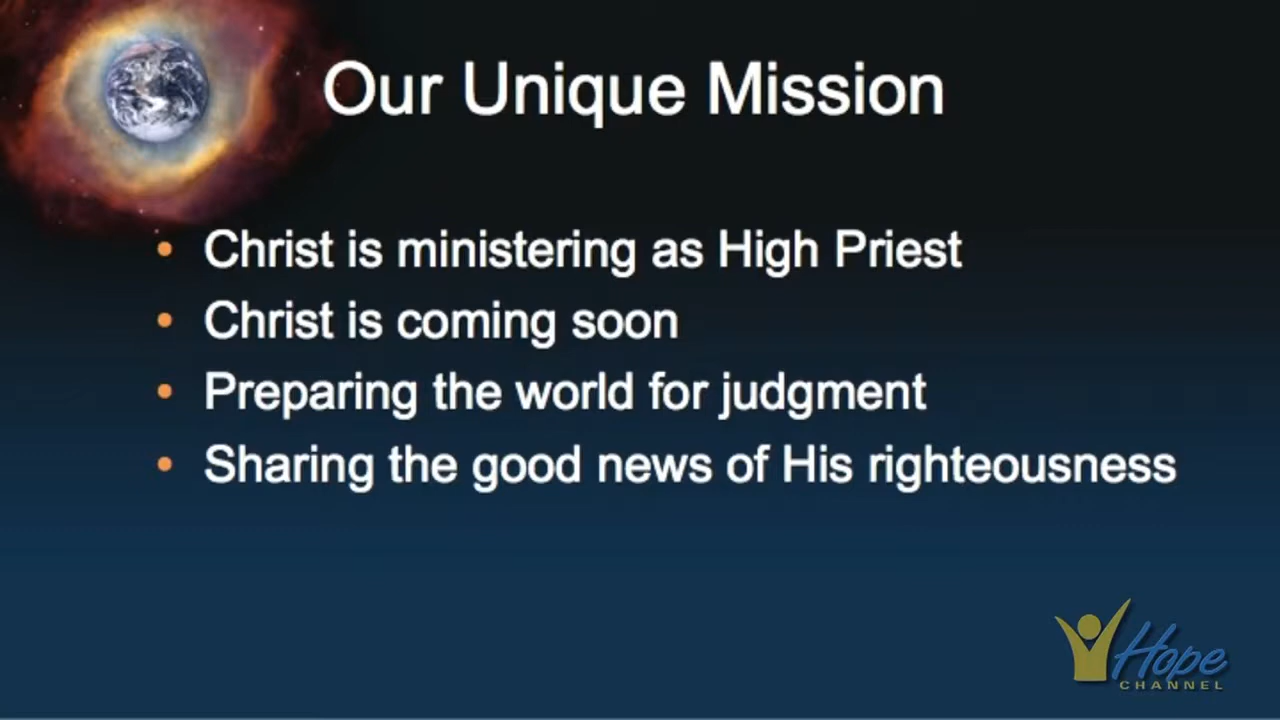 Our Unique Mission
• Christ is ministering as High Priest
• Christ is coming soon
• Preparing the world for judgment
• Sharing the good news of His righteousness
Hope
CHANNEL